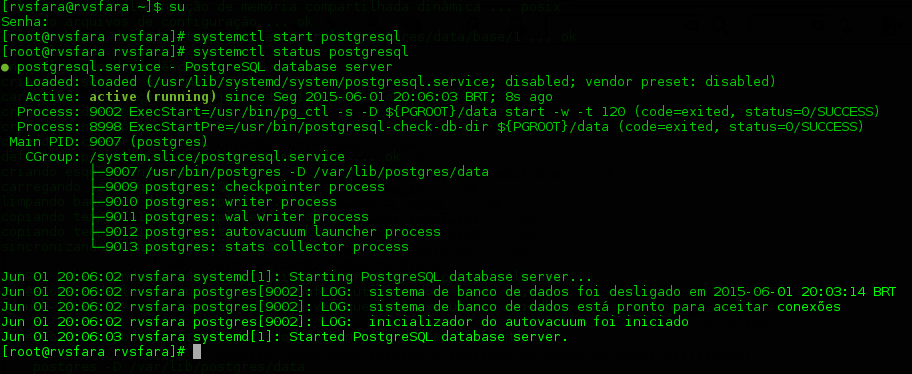 [rvsfara@rvsfara ~]$ su
Senha:
[root@rvsfara rvsfara]# systemctl start postgresql
[root@rvsfara rvsfara]# systemctl status postgresql
● postgresql.service - PostgreSQL database server
   Loaded: loaded (/usr/lib/systemd/system/postgresql.service; disabled; vendor preset: disabled)
   Active: active (running) since Seg 2015-06-01 20:06:03 BRT; 8s ago
  Process: 9002 ExecStart=/usr/bin/pg_ctl -s -D ${PGROOT}/data start -w -t 120 (code=exited, status=0/SUCCESS)
  Process: 8998 ExecStartPre=/usr/bin/postgresql-check-db-dir ${PGROOT}/data (code=exited, status=0/SUCCESS)
 Main PID: 9007 (postgres)
   CGroup: /system.slice/postgresql.service
           ├─9007 /usr/bin/postgres -D /var/lib/postgres/data
           ├─9009 postgres: checkpointer process
           ├─9010 postgres: writer process
           ├─9011 postgres: wal writer process
           ├─9012 postgres: autovacuum launcher process
           └─9013 postgres: stats collector process

Jun 01 20:06:02 rvsfara systemd[1]: Starting PostgreSQL database server...
Jun 01 20:06:02 rvsfara postgres[9002]: LOG:  sistema de banco de dados foi desligado em 2015-06-01 20:03:14 BRT
Jun 01 20:06:02 rvsfara postgres[9002]: LOG:  sistema de banco de dados está pronto para aceitar conexões
Jun 01 20:06:02 rvsfara postgres[9002]: LOG:  inicializador do autovacuum foi iniciado
Jun 01 20:06:03 rvsfara systemd[1]: Started PostgreSQL database server.
[root@rvsfara rvsfara]#